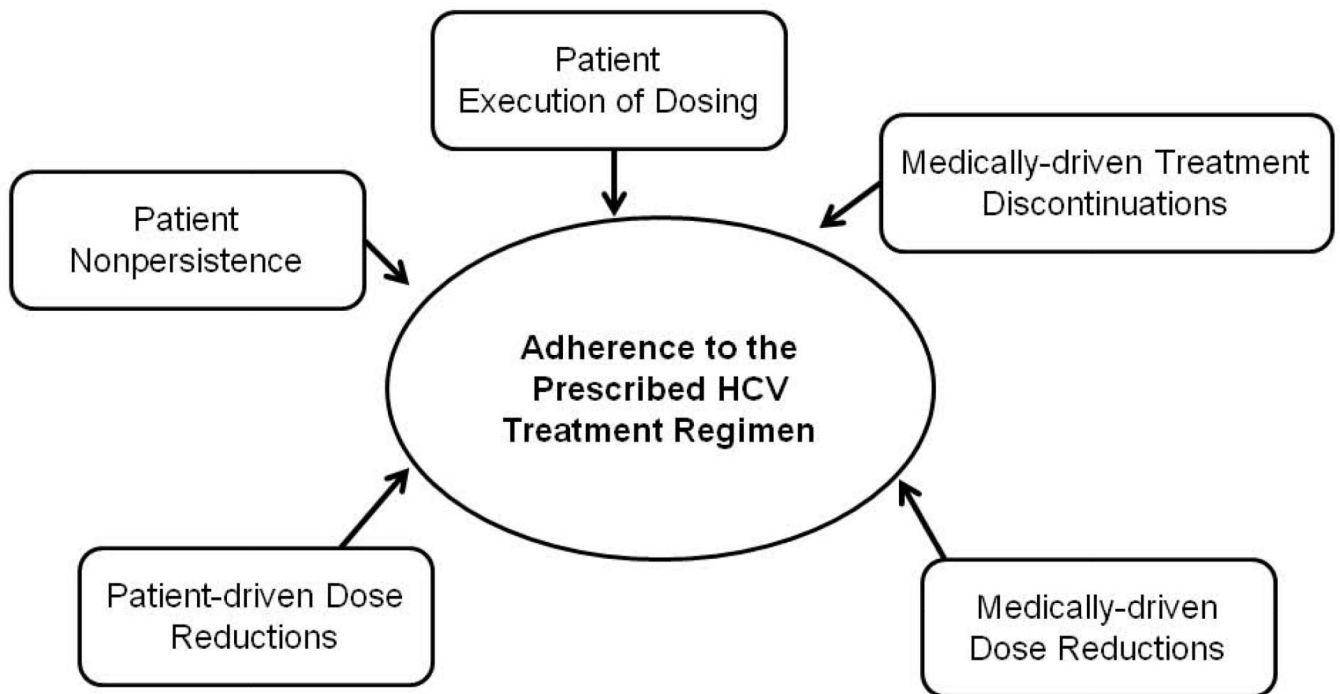 Patient
Execution of Dosing
Medically-driven Treatment
Discontinuations
Patient
Nonpersistence
Adherence to the
Prescribed HCV
Treatment Regimen
Patient-driven Dose
Reductions
Medically-driven
Dose Reductions